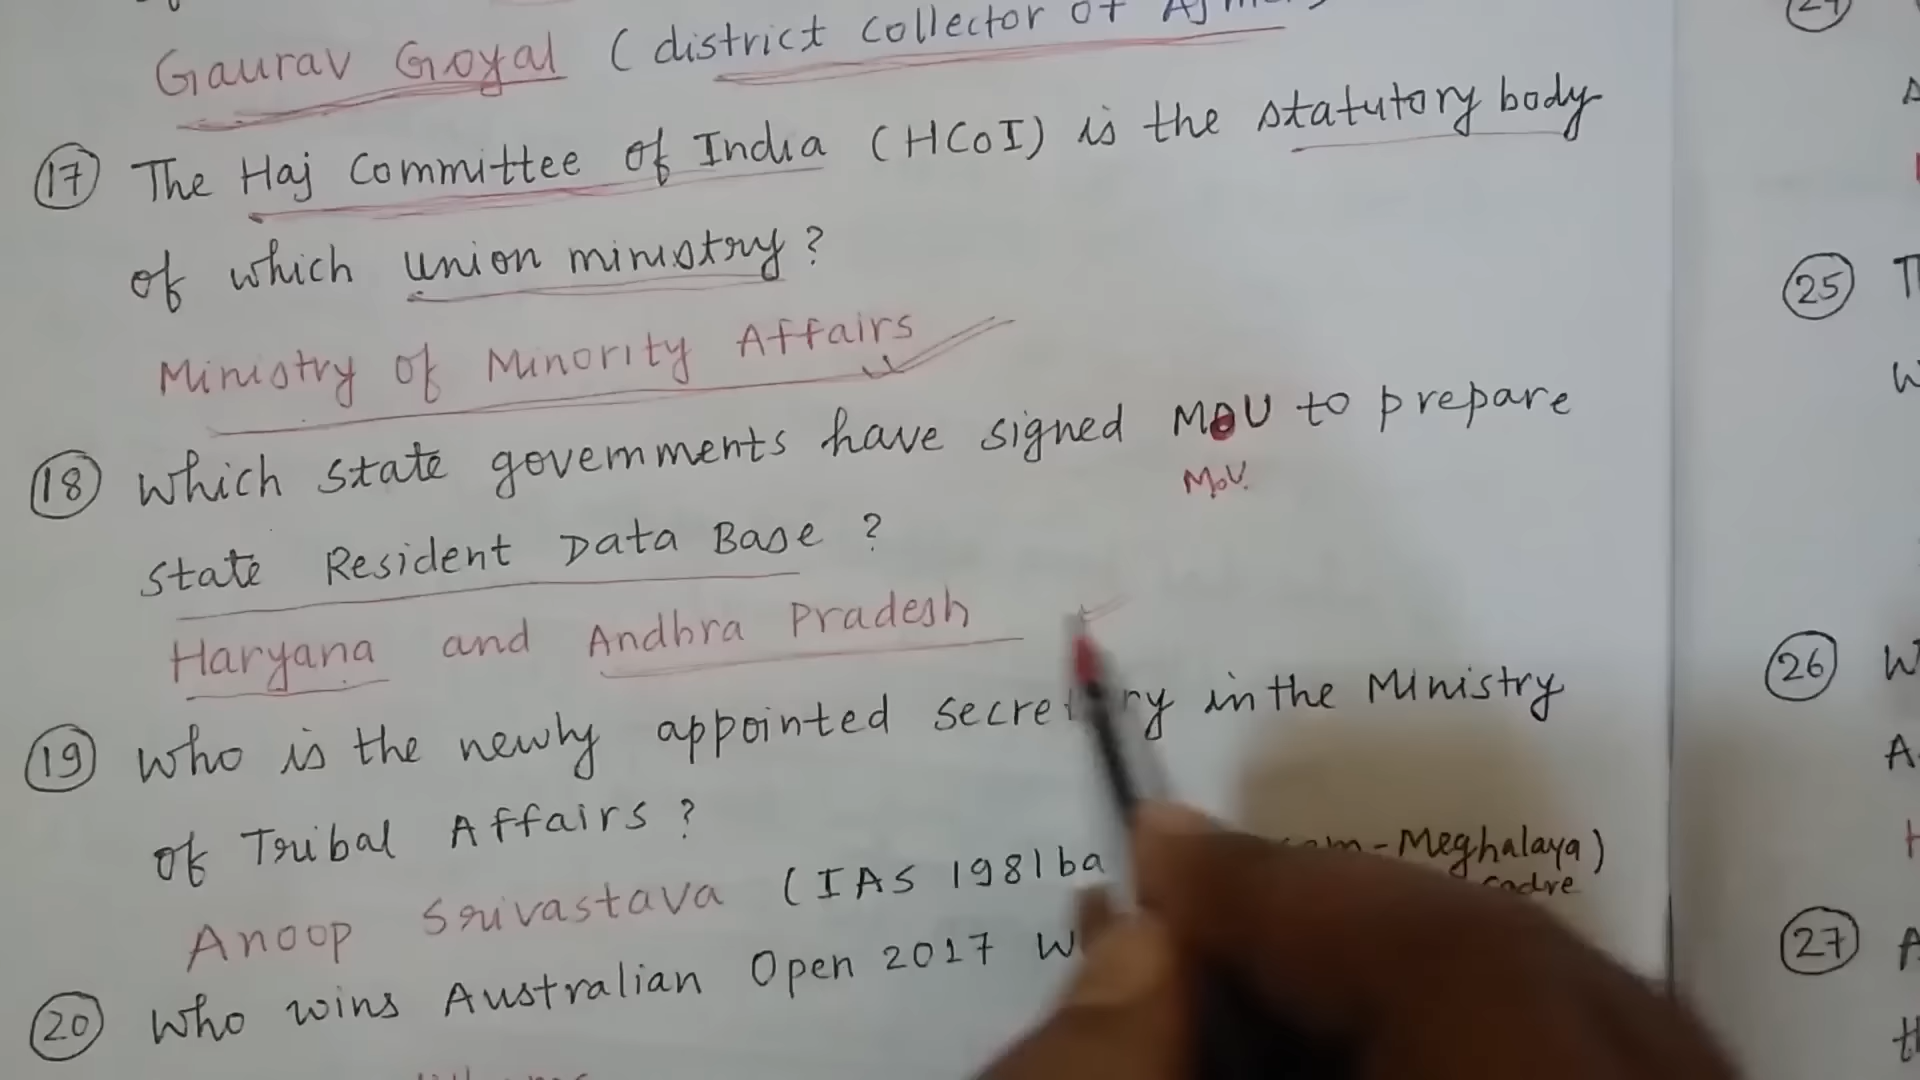 Gaurav Goyal (district collector of
17 The Haj Committee of India (HCoI) is the statutory body
of which union ministry?
Ministry of Minority Affairs
18 Which state governments have signed MOU to prepare
MoU.
State Resident Data Base ?
Haryana and Andhra Pradesh
19 Who is the newly appointed secre ry in the Ministry
of Tribal Affairs ?
Anoop Srivastava (IAS 1981 ba -Meghalaya)
cadre
20 Who wins Australian Open 2017 W
25
26
27